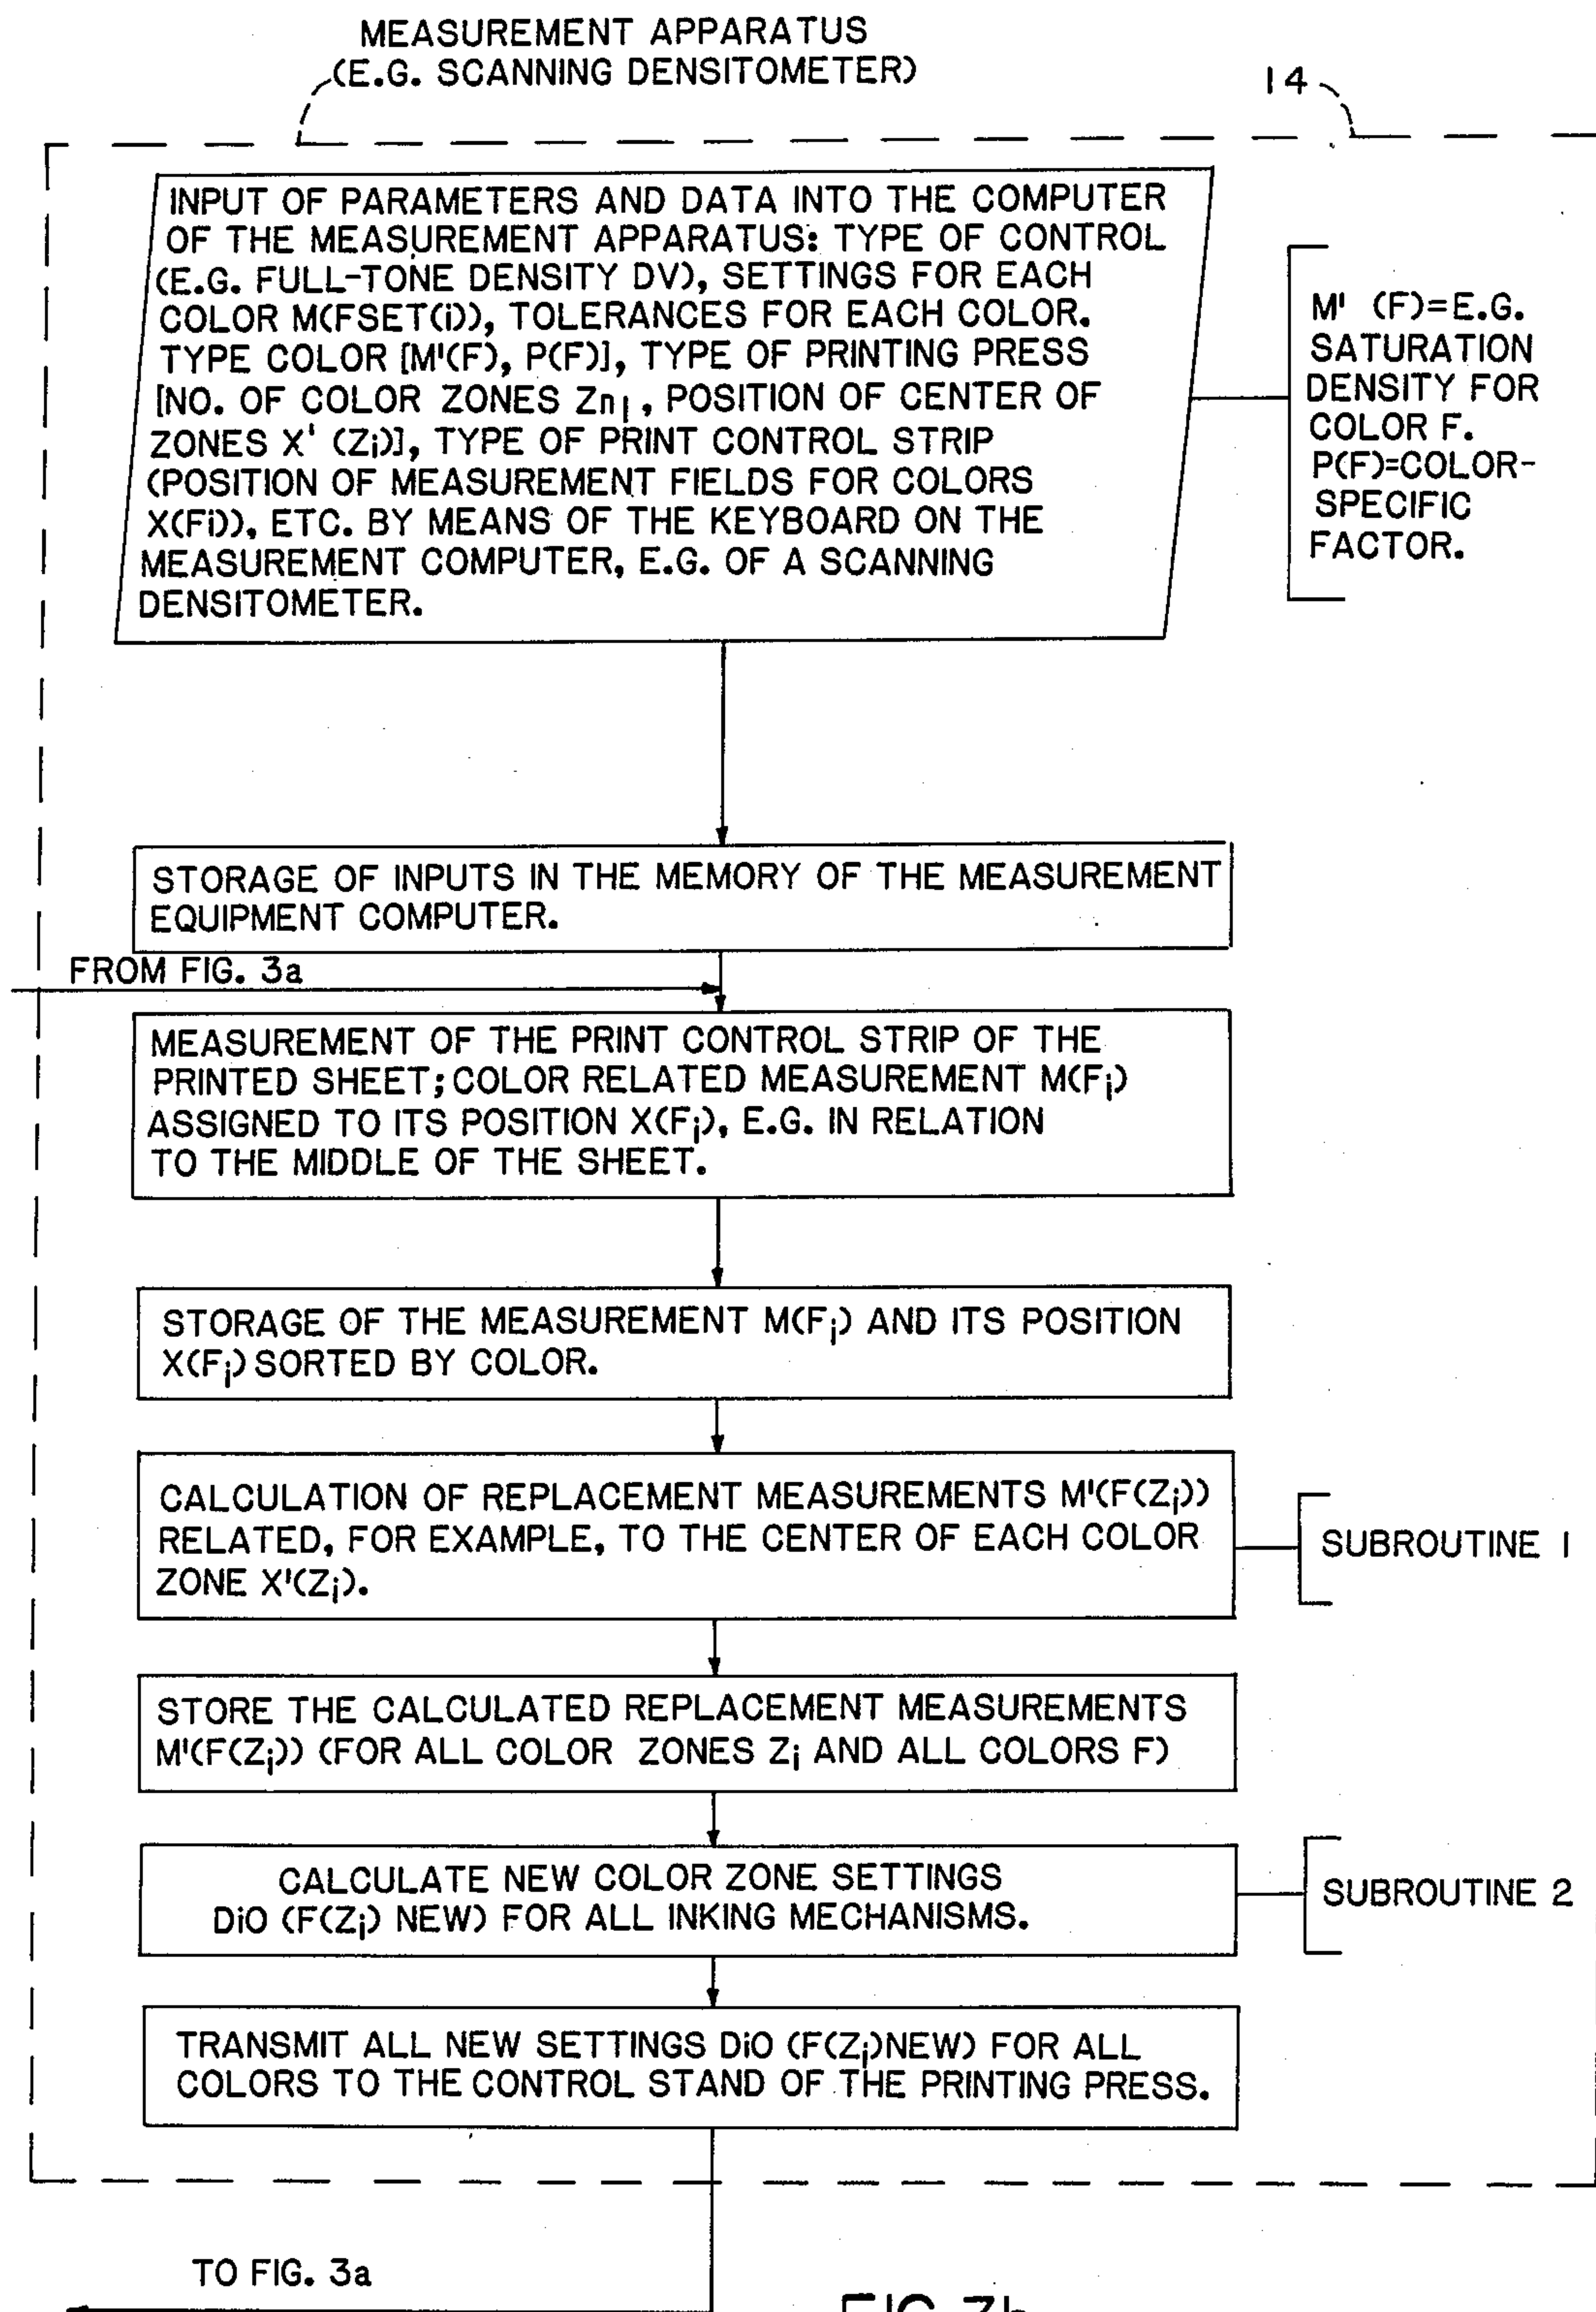 MEASUREMENT APPARATUS
(E.G. SCANNING DENSITOMETER)
14
INPUT OF PARAMETERS AND DATA INTO THE COMPUTER
OF THE MEASUREMENT APPARATUS: TYPE OF CONTROL
(E.G. FULL-TONE DENSITY DV), SETTINGS FOR EACH
COLOR M(FSET(i)), TOLERANCES FOR EACH COLOR.
TYPE COLOR [M'(F), P(F)], TYPE OF PRINTING PRESS
[NO. OF COLOR ZONES Zni, POSITION OF CENTER OF
ZONES X' (Zi)], TYPE OF PRINT CONTROL STRIP
(POSITION OF MEASUREMENT FIELDS FOR COLORS
X(Fi)), ETC. BY MEANS OF THE KEYBOARD ON THE
MEASUREMENT COMPUTER, E.G. OF A SCANNING
DENSITOMETER.
M' (F)=E.G.
SATURATION
DENSITY FOR
COLOR F.
P(F)=COLOR-
SPECIFIC
FACTOR.
STORAGE OF INPUTS IN THE MEMORY OF THE MEASUREMENT
EQUIPMENT COMPUTER.
FROM FIG. 3a
MEASUREMENT OF THE PRINT CONTROL STRIP OF THE
PRINTED SHEET; COLOR RELATED MEASUREMENT M(Fi)
ASSIGNED TO ITS POSITION X(Fi), E.G. IN RELATION
TO THE MIDDLE OF THE SHEET.
STORAGE OF THE MEASUREMENT M(Fi) AND ITS POSITION
X(Fi) SORTED BY COLOR.
CALCULATION OF REPLACEMENT MEASUREMENTS M'(F(Zi))
RELATED, FOR EXAMPLE, TO THE CENTER OF EACH COLOR
ZONE X'(Zi).
SUBROUTINE 1
STORE THE CALCULATED REPLACEMENT MEASUREMENTS
M'(F(Zi)) (FOR ALL COLOR ZONES Zi AND ALL COLORS F)
CALCULATE NEW COLOR ZONE SETTINGS
DiO (F(Zi) NEW) FOR ALL INKING MECHANISMS.
SUBROUTINE 2
TRANSMIT ALL NEW SETTINGS DiO (F(Zi)NEW) FOR ALL
COLORS TO THE CONTROL STAND OF THE PRINTING PRESS.
TO FIG. 3a
FIG. 3b